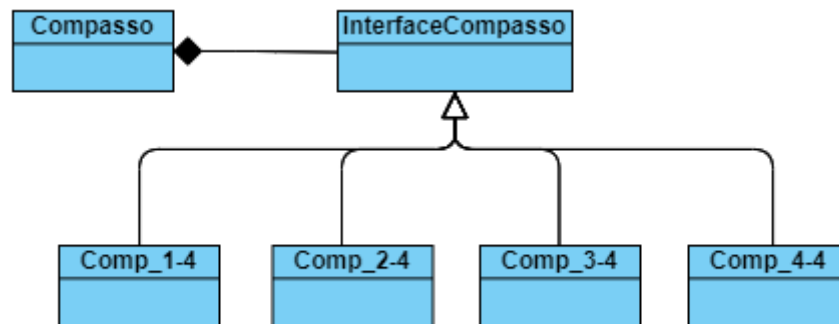 Compasso
InterfaceCompasso
Comp_1-4
Comp_2-4
Comp_3-4
Comp_4-4